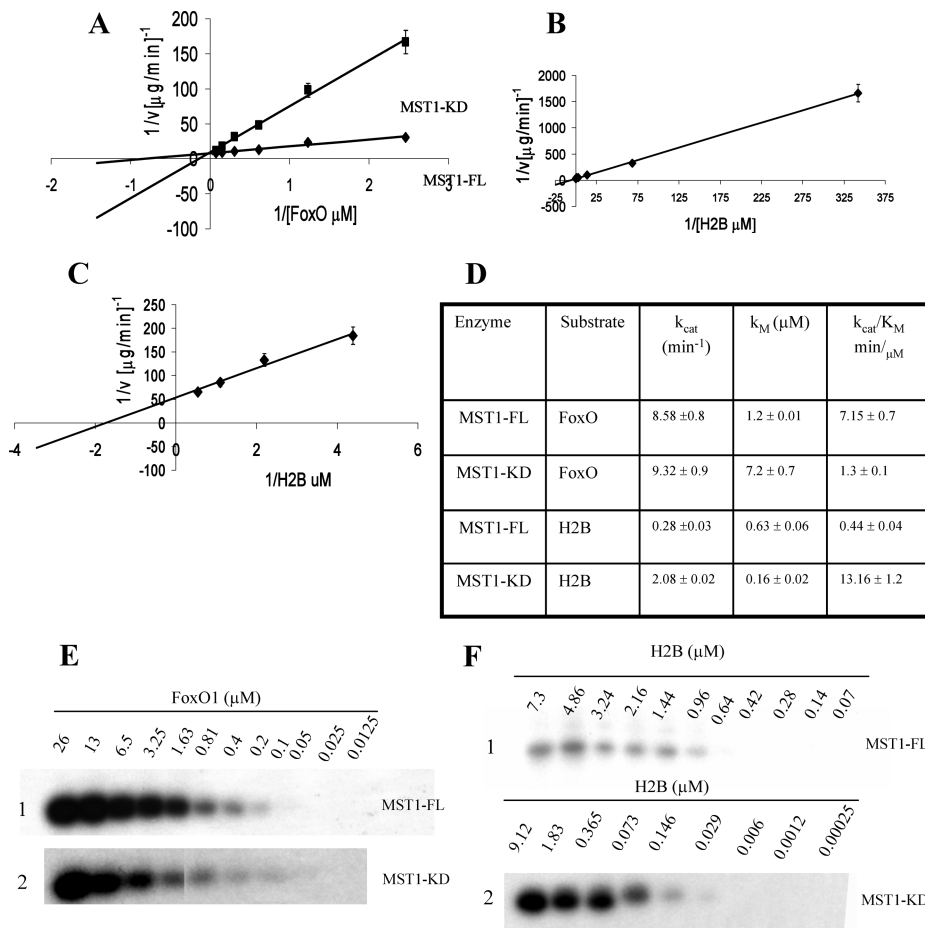 A
200
150
100
50
0
-50
-100
-2
-1
0
1
2
3
1/v[µg/min]-1
1/[FoxO µM]
MST1-KD
MST1-FL
B
2000
1500
1000
500
0
-500
-25
25
75
125
175
225
275
325
375
1/v[µg/min]-1
1/[H2B µM]
C
250
200
150
100
50
0
-50
-100
-4
-2
0
2
4
6
1/v [µg/min]-1
1/H2B uM
D
Enzyme Substrate kcat (min-1) kM (µM) kcat/KM min/µM
MST1-FL FoxO 8.58 ±0.8 1.2 ± 0.01 7.15 ± 0.7
MST1-KD FoxO 9.32 ± 0.9 7.2 ± 0.7 1.3 ± 0.1
MST1-FL H2B 0.28 ±0.03 0.63 ± 0.06 0.44 ± 0.04
MST1-KD H2B 2.08 ± 0.02 0.16 ± 0.02 13.16 ± 1.2
E
FoxO1 (µM)
26 13 6.5 3.25 1.63 0.81 0.4 0.2 0.1 0.05 0.025 0.0125
1 MST1-FL
2 MST1-KD
F
H2B (µM)
7.3 4.86 3.24 2.16 1.44 0.96 0.64 0.42 0.28 0.14 0.07
1 MST1-FL
H2B (µM)
9.12 1.83 0.365 0.073 0.146 0.029 0.006 0.0012 0.00025
2 MST1-KD